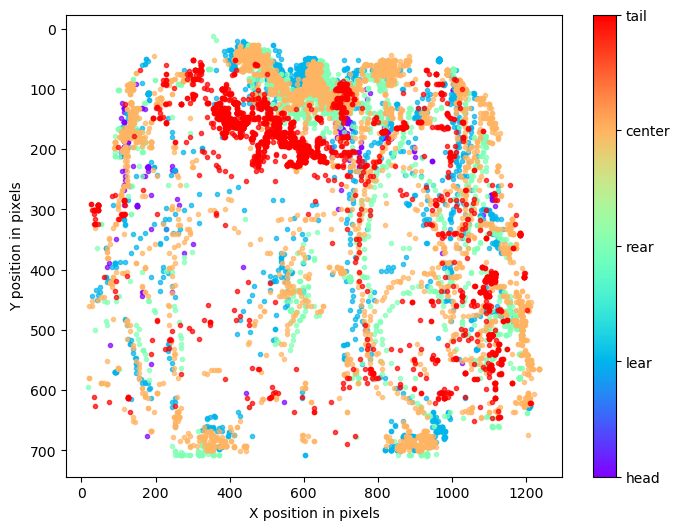 0
100
200
300
400
500
600
700
Y position in pixels
0
200
400
600
800
1000
1200
X position in pixels
tail
center
rear
lear
head